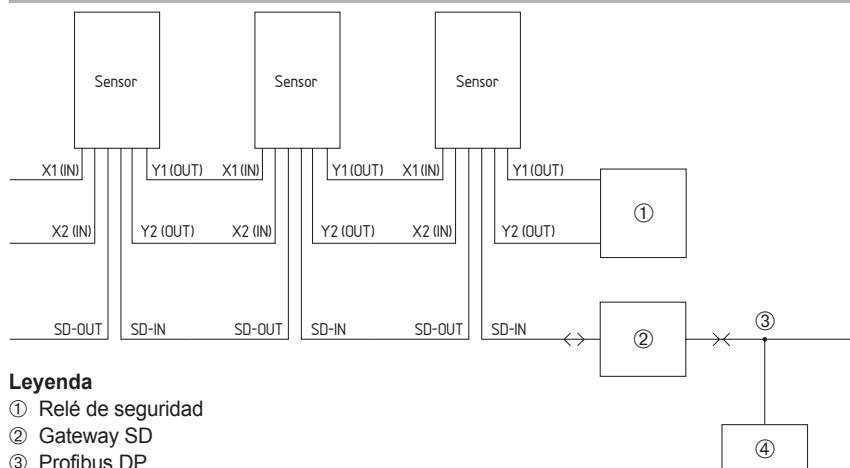 Sensor Sensor Sensor
X1 (IN) Y1 (OUT) X1 (IN) Y1 (OUT) X1 (IN) Y1 (OUT)
①
X2 (IN) Y2 (OUT) X2 (IN) Y2 (OUT) X2 (IN) Y2 (OUT)
SD-OUT SD-IN SD-OUT SD-IN SD-OUT SD-IN
② ③
Leyenda
① Relé de seguridad
② Gateway SD
③ Profibus DP
④